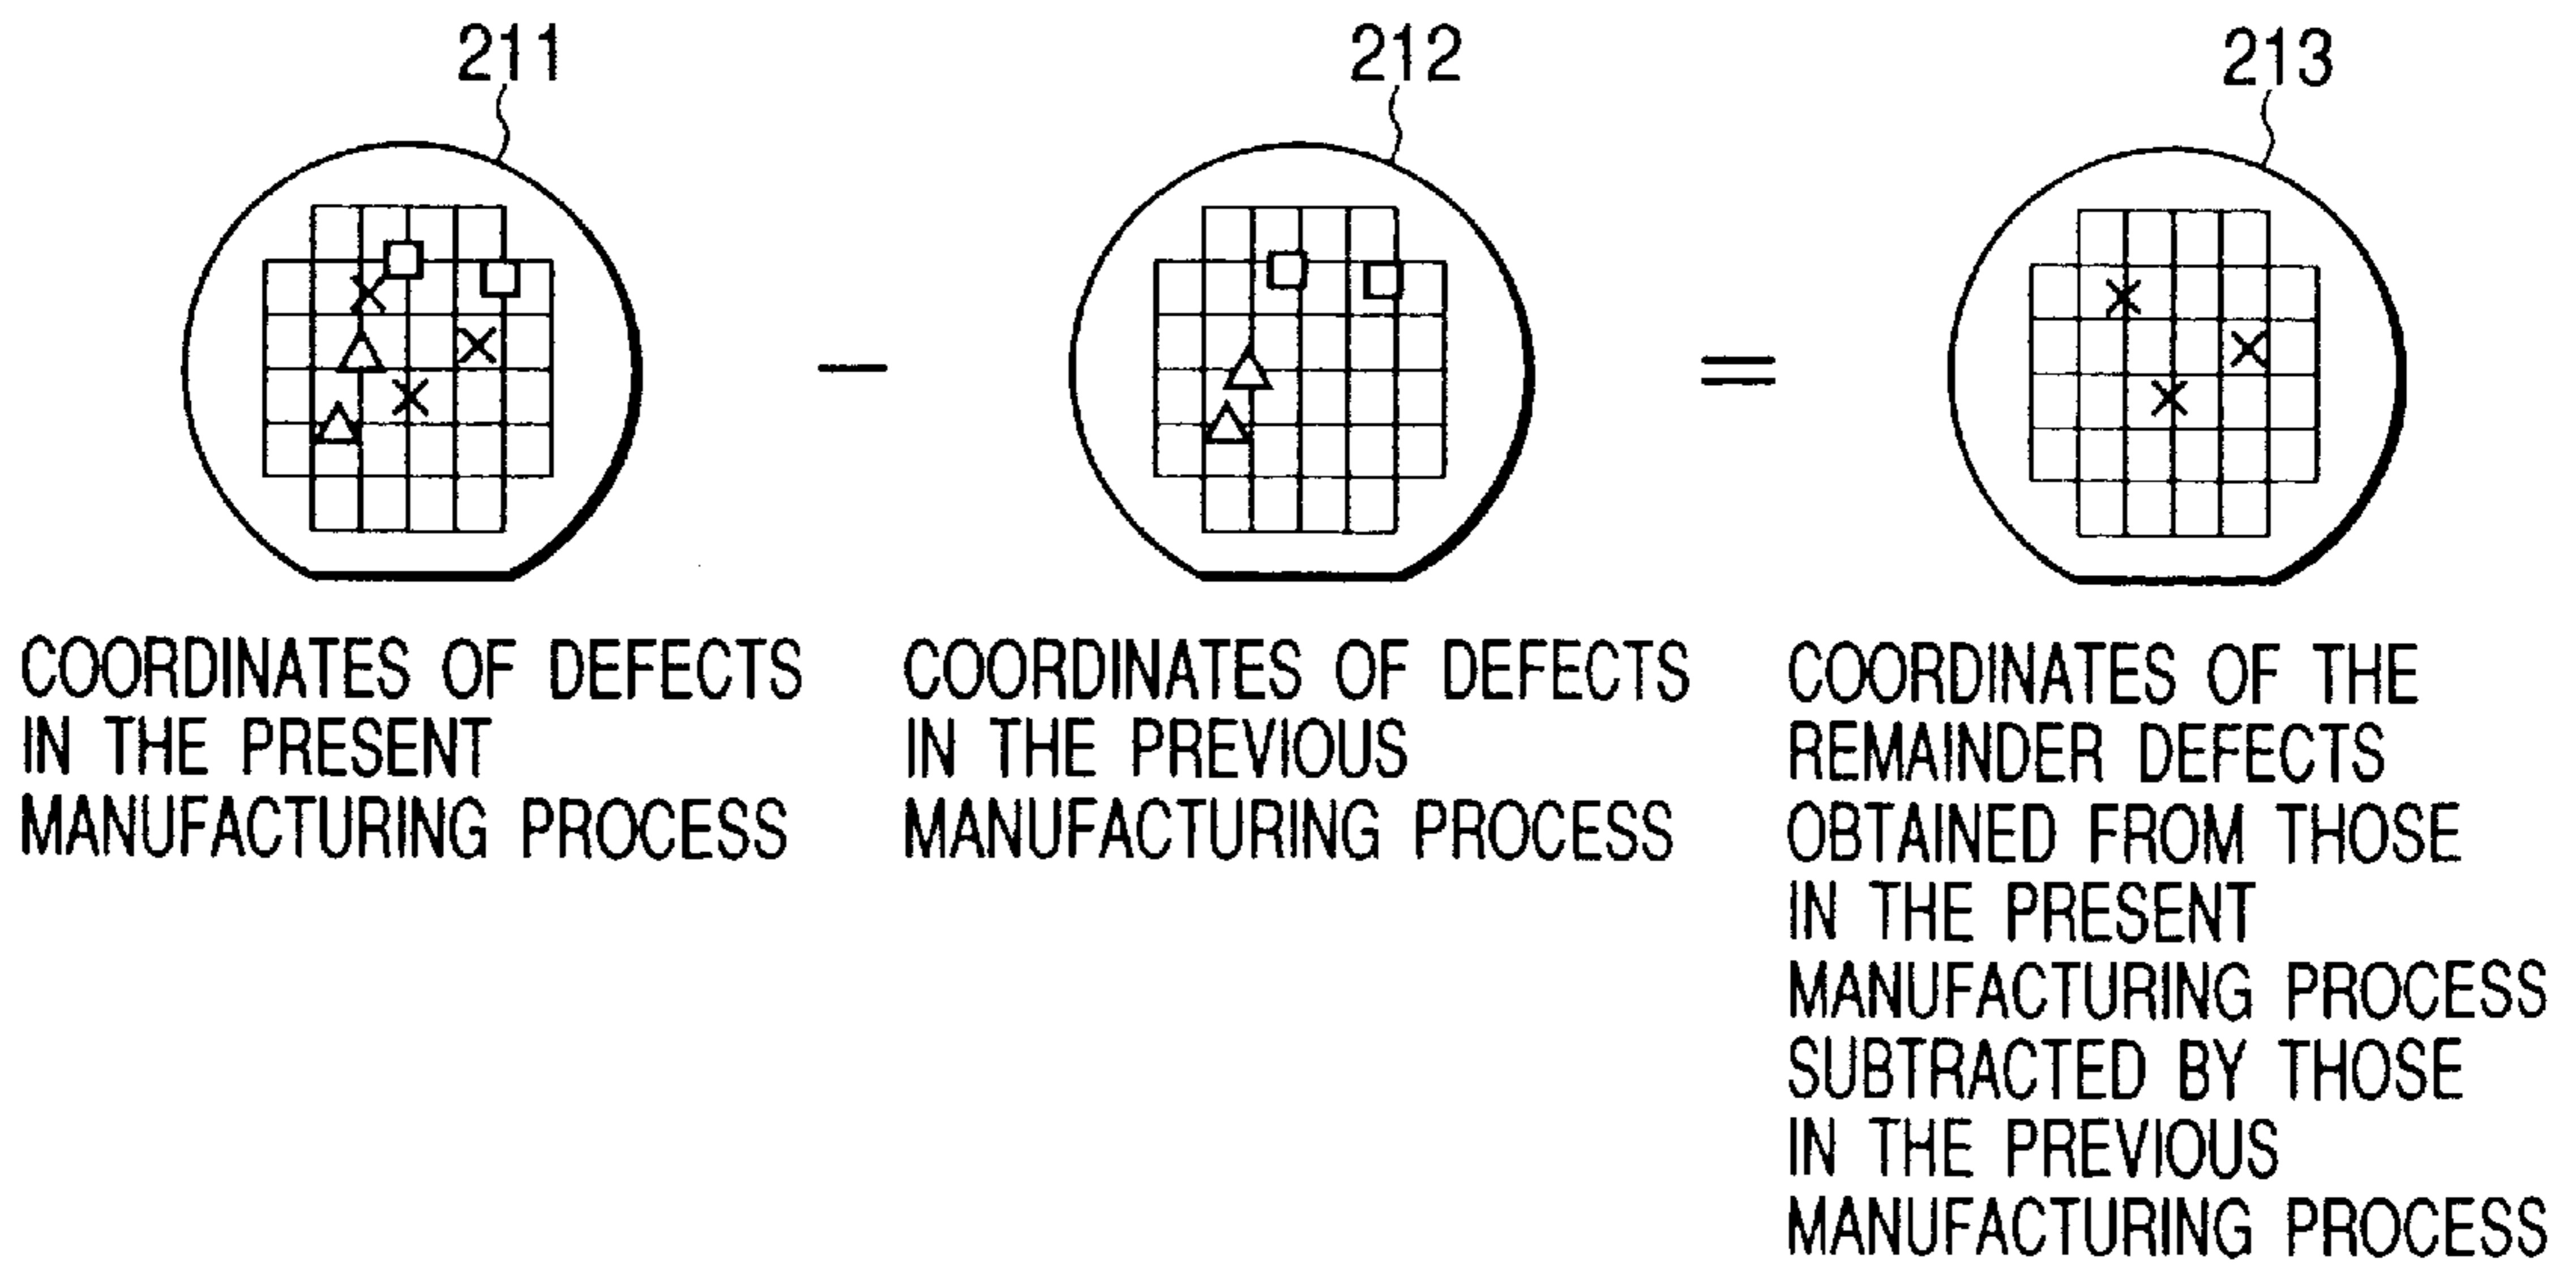 211
212
213
COORDINATES OF DEFECTS
IN THE PRESENT
MANUFACTURING PROCESS
COORDINATES OF DEFECTS
IN THE PREVIOUS
MANUFACTURING PROCESS
COORDINATES OF THE
REMAINDER DEFECTS
OBTAINED FROM THOSE
IN THE PRESENT
MANUFACTURING PROCESS
SUBTRACTED BY THOSE
IN THE PREVIOUS
MANUFACTURING PROCESS